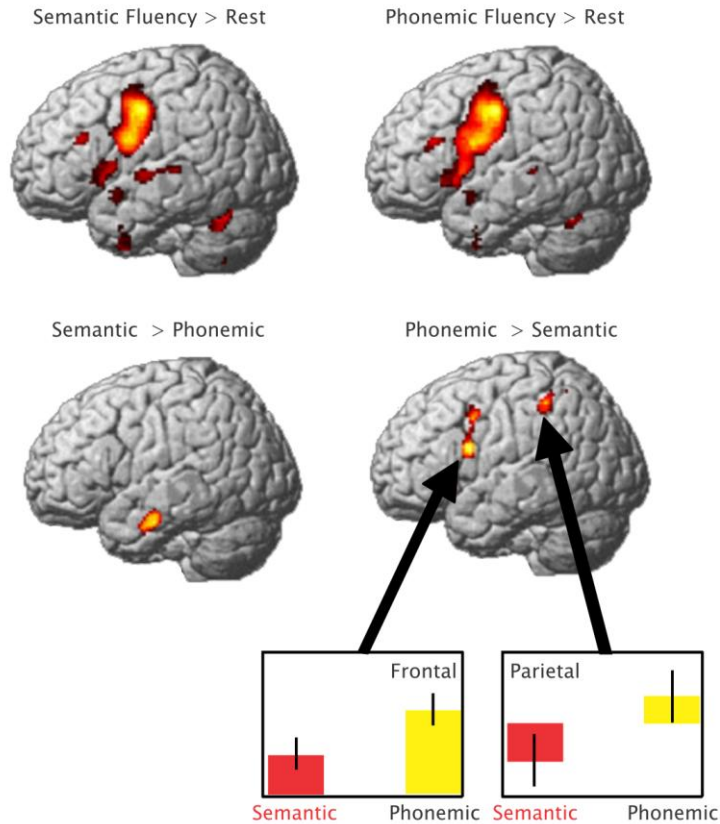 Semantic Fluency > Rest
Phonemic Fluency > Rest
Semantic > Phonemic
Phonemic > Semantic
Frontal
Parietal
Semantic
Phonemic
Semantic
Phonemic